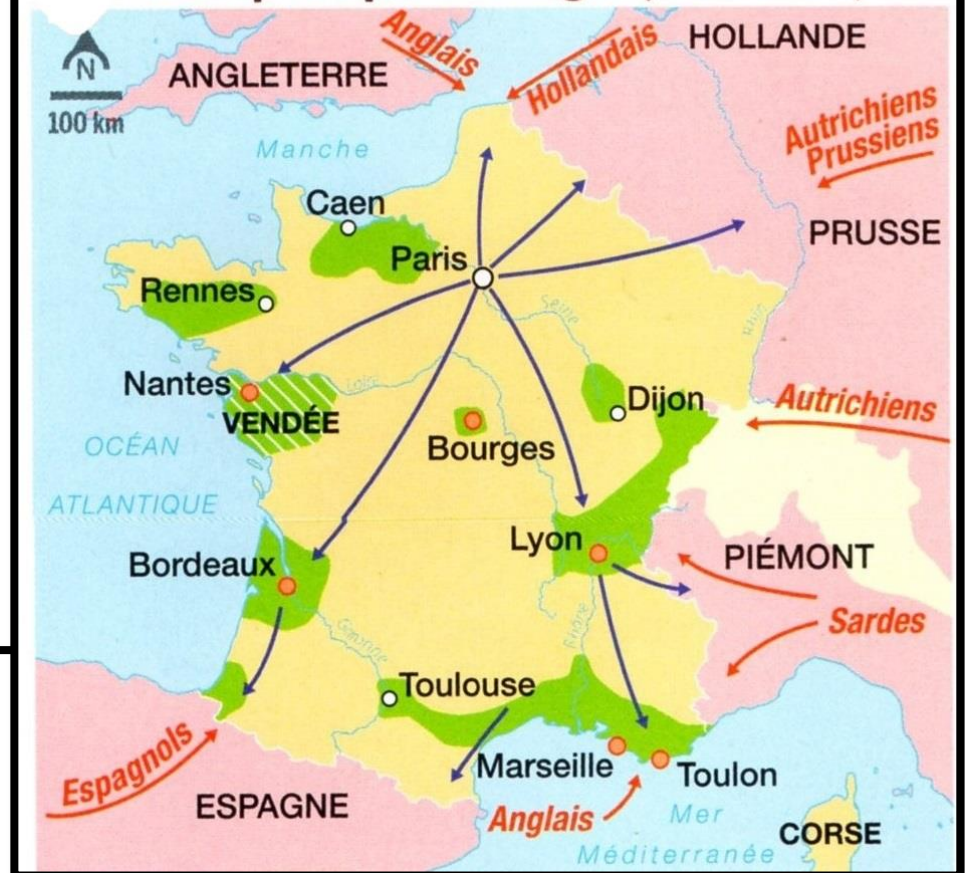 HOLLANDE
Anglais
Hollandais
N
ANGLETERRE
100 km
Autrichiens
Prussiens
Manche
Caen
PRUSSE
Paris
Rennes
Seine
Rhin
Nantes
Loire
VENDÉE
Dijon
Autrichiens
Bourges
OCÉAN
ATLANTIQUE
Lyon
PIÉMONT
Bordeaux
Sardes
Garonne
Rhône
Toulouse
Espagnols
Marseille
Toulon
ESPAGNE
Anglais
Mer
Méditerranée
CORSE